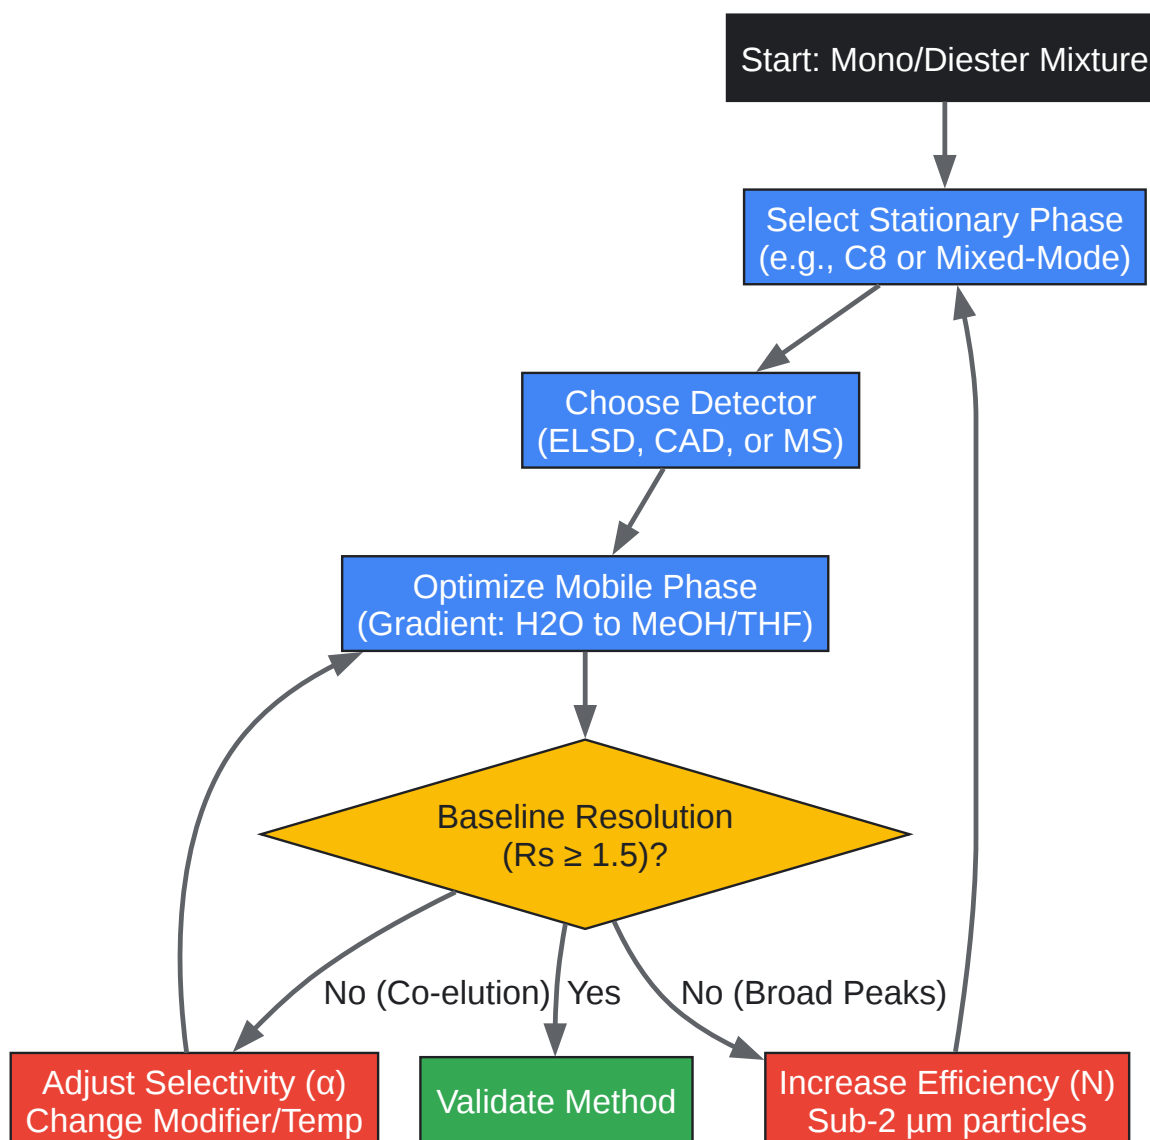 Start: Mono/Diester Mixture
Select Stationary Phase
(e.g., C8 or Mixed-Mode)
Choose Detector
(ELSD, CAD, or MS)
Optimize Mobile Phase
(Gradient: H2O to MeOH/THF)
Baseline Resolution
(Rs ≥ 1.5)?
No (Co-elution)
Yes
No (Broad Peaks)
Adjust Selectivity (α)
Change Modifier/Temp
Validate Method
Increase Efficiency (N)
Sub-2 µm particles